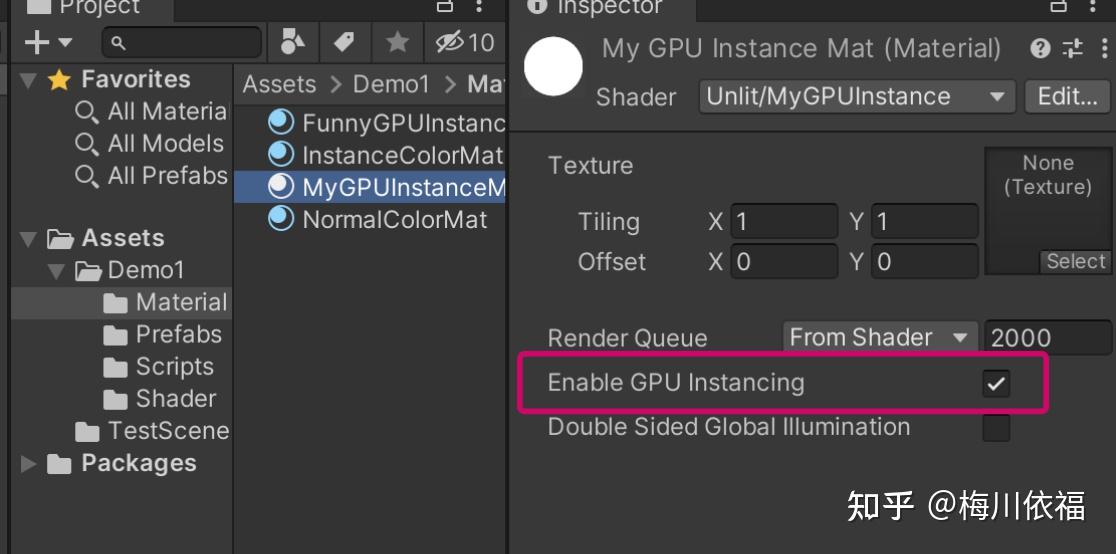 Project
10
Favorites
All Materia
All Models
All Prefabs
Assets
Demo1
Material
Prefabs
Scripts
Shader
TestScene
Packages
Assets > Demo1 > Ma
FunnyGPUInstanc
InstanceColorMat
MyGPUInstanceM
NormalColorMat
Inspector
My GPU Instance Mat (Material)
Shader Unlit/MyGPUInstance Edit...
Texture
None
(Texture)
Tiling X 1 Y 1
Offset X 0 Y 0
Select
Render Queue From Shader 2000
Enable GPU Instancing
Double Sided Global Illumination
知乎 @梅川依福